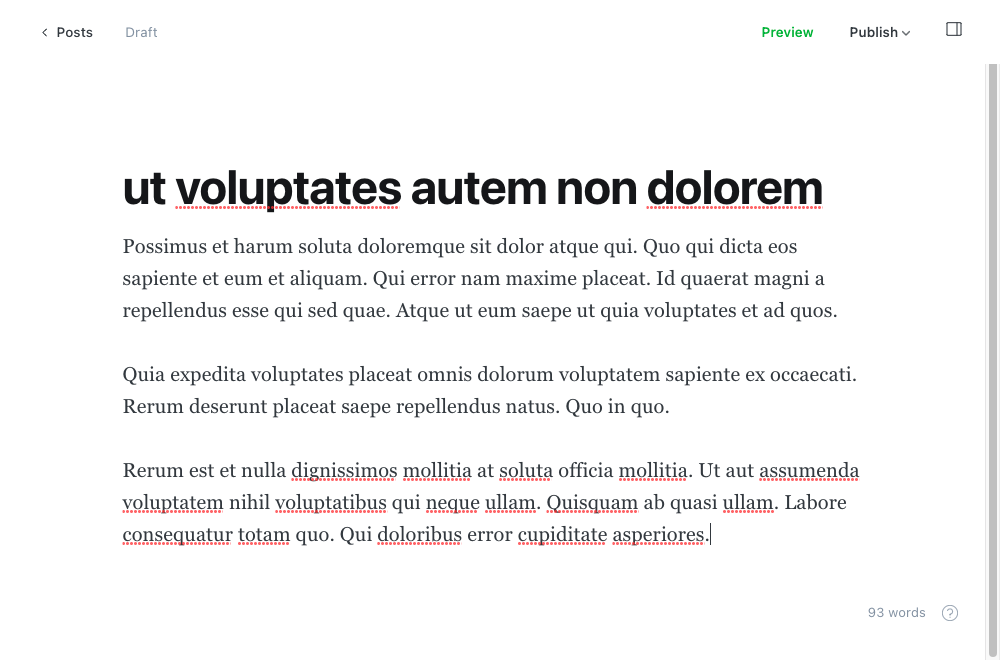 Posts
Draft
Preview
Publish
ut voluptates autem non dolorem
Possimus et harum soluta doloremque sit dolor atque qui. Quo qui dicta eos
sapiente et eum et aliquam. Qui error nam maxime placeat. Id quaerat magni a
repellendus esse qui sed quae. Atque ut eum saepe ut quia voluptates et ad quos.
Quia expedita voluptates placeat omnis dolorum voluptatem sapiente ex occaecati.
Rerum deserunt placeat saepe repellendus natus. Quo in quo.
Rerum est et nulla dignissimos mollitia at soluta officia mollitia. Ut aut assumenda
voluptatem nihil voluptatibus qui neque ullam. Quisquam ab quasi ullam. Labore
consequatur totam quo. Qui doloribus error cupiditate asperiores.
93 words
?